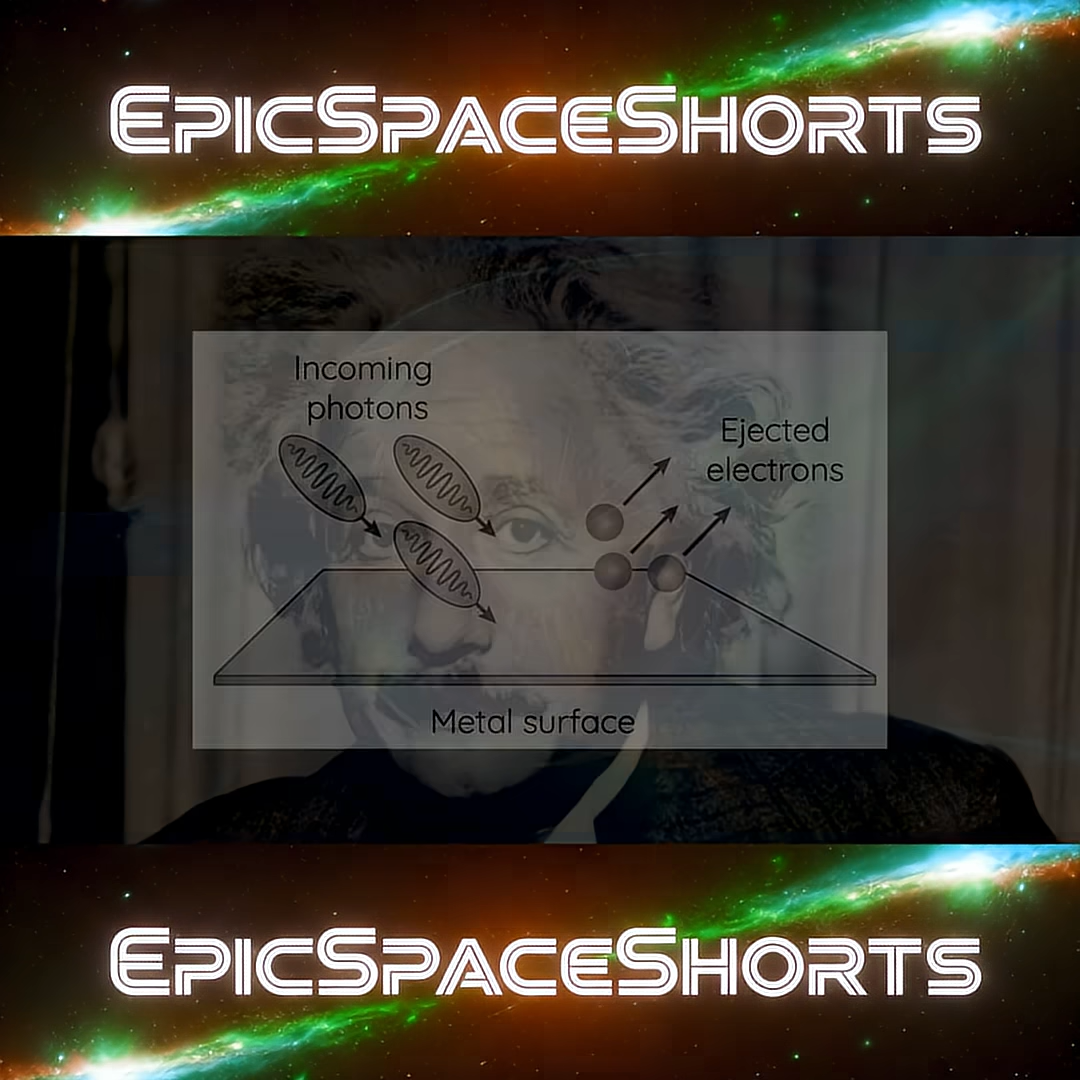 EpicSpaceShorts
Incoming
photons
Ejected
electrons
Metal surface
EpicSpaceShorts